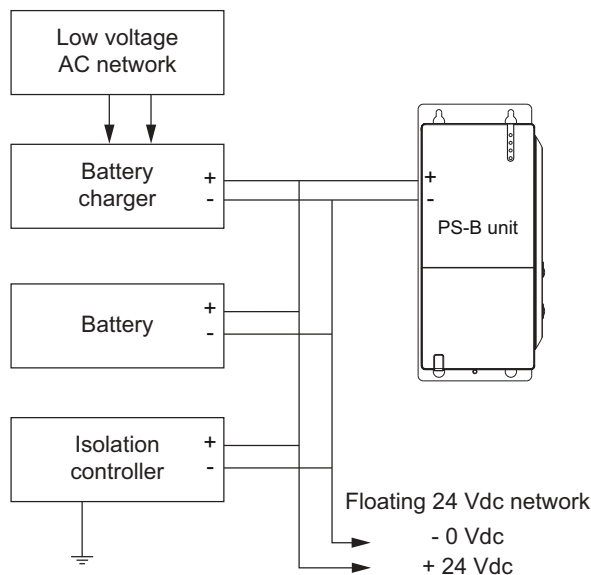 Low voltage
AC network
Battery
charger
+
-
+
-
PS-B unit
Battery
+
-
Isolation
controller
+
-
Floating 24 Vdc network
- 0 Vdc
+ 24 Vdc